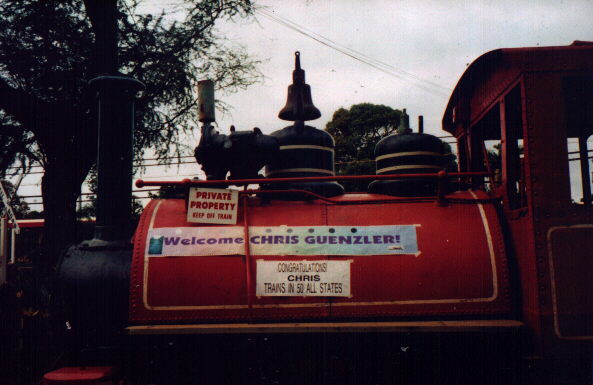 PRIVATE
PROPERTY
KEEP OFF TRAIN
Welcome CHRIS GUENZLER!
CONGRATULATIONS!
CHRIS
TRAINS IN 50 ALL STATES